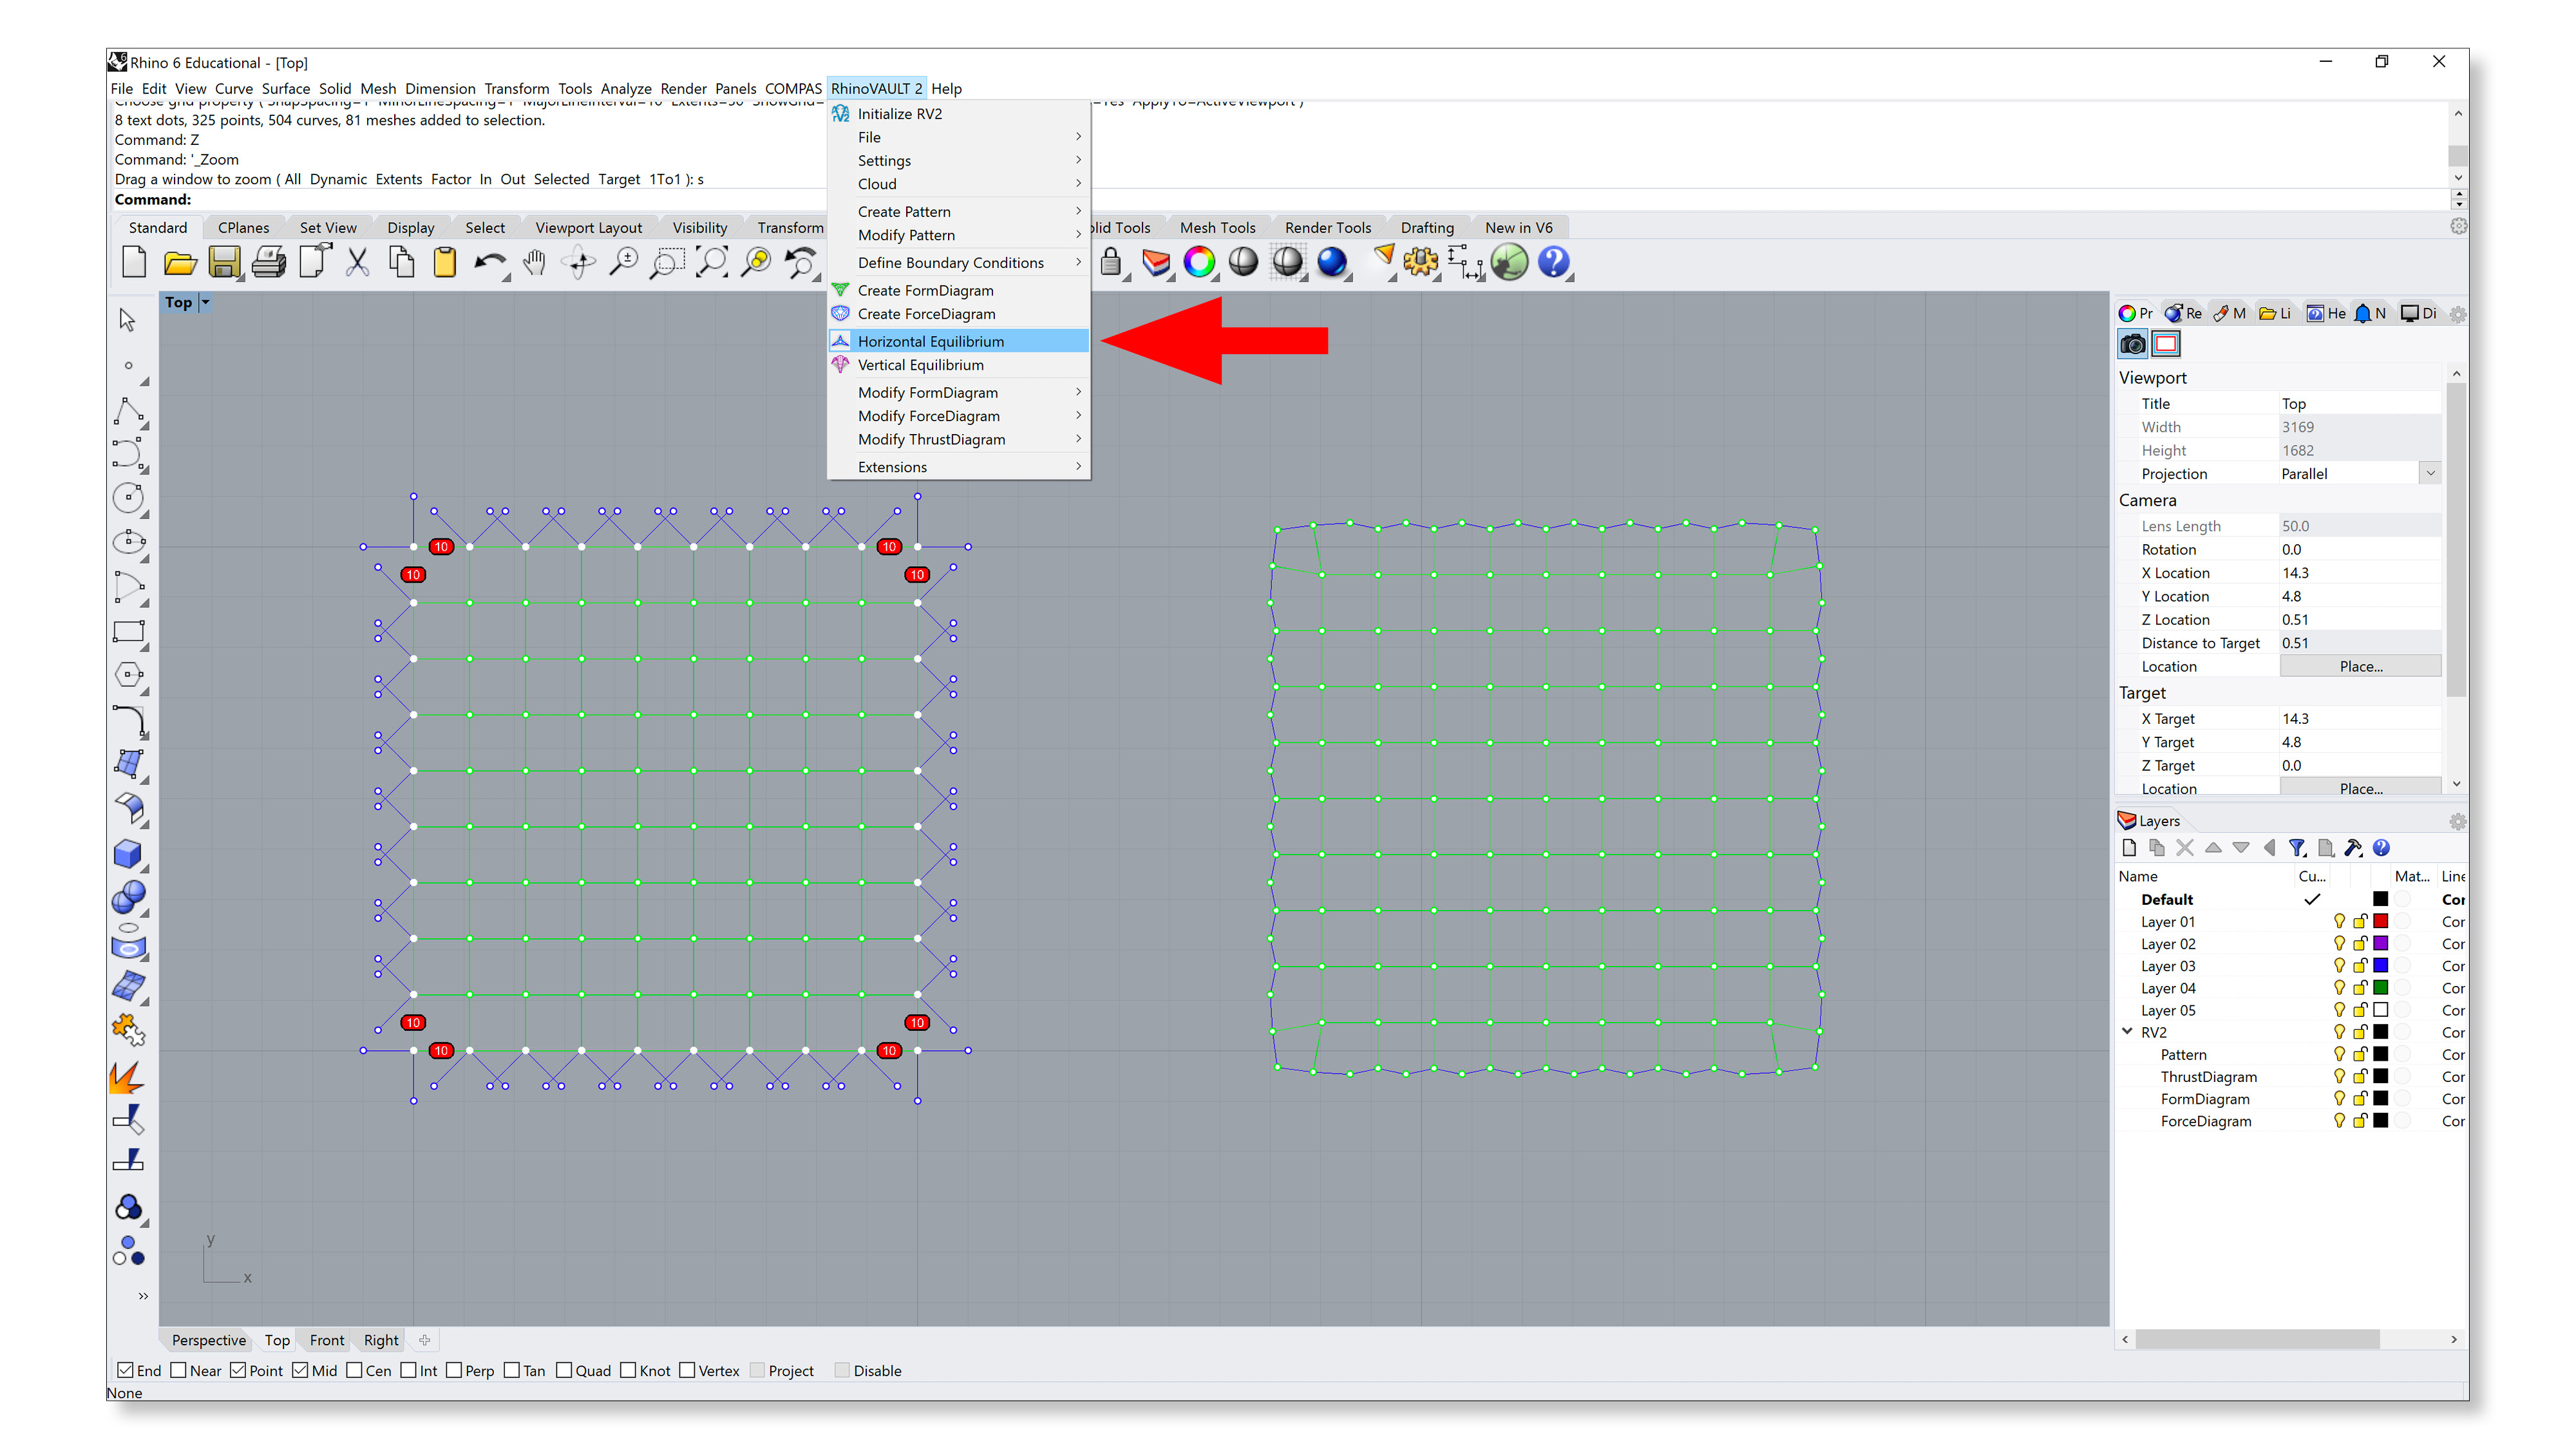 Rhino 6 Educational - [Top]
File Edit View Curve Surface Solid Mesh Dimension Transform Tools Analyze Render Panels COMPAS RhinoVAULT 2 Help
8 text dots, 325 points, 504 curves, 81 meshes added to selection.
Command: Z
Command: '_Zoom
Drag a window to zoom ( All Dynamic Extents Factor In Out Selected Target 1To1 ): s
Command:
Standard CPlanes Set View Display Select Viewport Layout Visibility Transform olid Tools Mesh Tools Render Tools Drafting New in V6
Initialize RV2
File
Settings
Cloud
Create Pattern
Modify Pattern
Define Boundary Conditions
Create FormDiagram
Create ForceDiagram
Horizontal Equilibrium
Vertical Equilibrium
Modify FormDiagram
Modify ForceDiagram
Modify ThrustDiagram
Extensions
Top
10 10
10 10
10 10
10 10
y
x
Pr Re M Li He N Di
Viewport
Title Top
Width 3169
Height 1682
Projection Parallel
Camera
Lens Length 50.0
Rotation 0.0
X Location 14.3
Y Location 4.8
Z Location 0.51
Distance to Target 0.51
Location Place...
Target
X Target 14.3
Y Target 4.8
Z Target 0.0
Location Place...
Layers
Name Cu... Mat... Line
Default Cor
Layer 01 Cor
Layer 02 Cor
Layer 03 Cor
Layer 04 Cor
Layer 05 Cor
RV2 Cor
Pattern Cor
ThrustDiagram Cor
FormDiagram Cor
ForceDiagram Cor
Perspective Top Front Right
End Near Point Mid Cen Int Perp Tan Quad Knot Vertex Project Disable
None